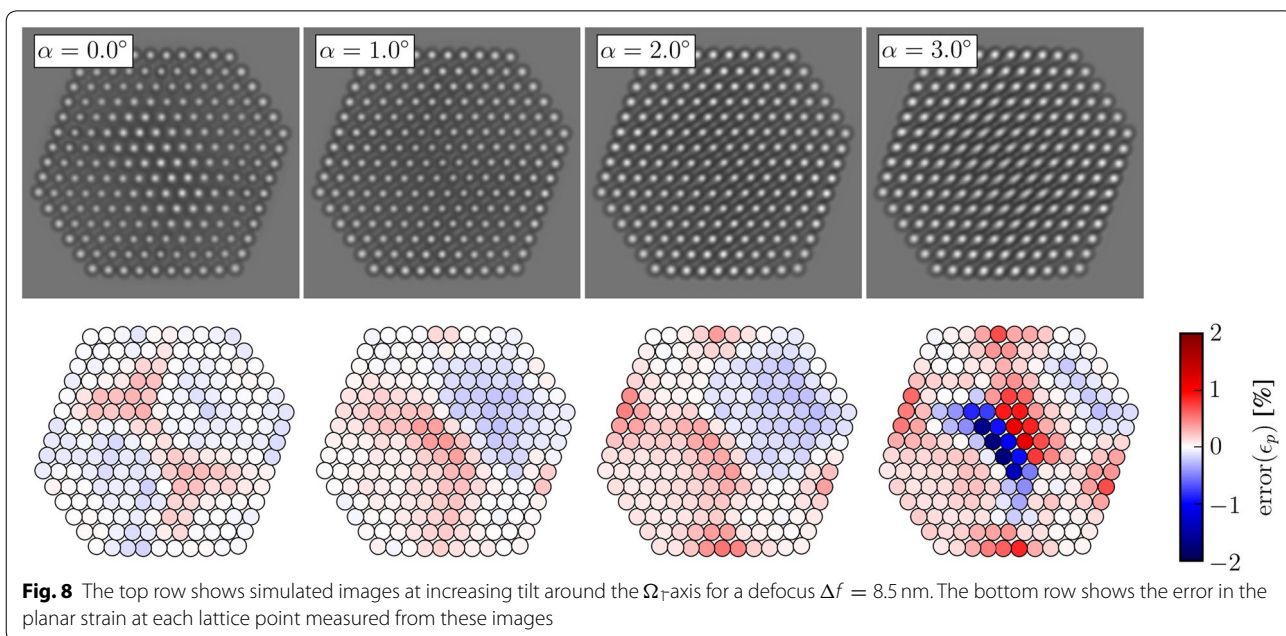 α = 0.0°
α = 1.0°
α = 2.0°
α = 3.0°
2
1
0
−1
−2
error(ϵₚ) [%]
Fig. 8 The top row shows simulated images at increasing tilt around the Ω₁-axis for a defocus Δf = 8.5 nm. The bottom row shows the error in the
planar strain at each lattice point measured from these images